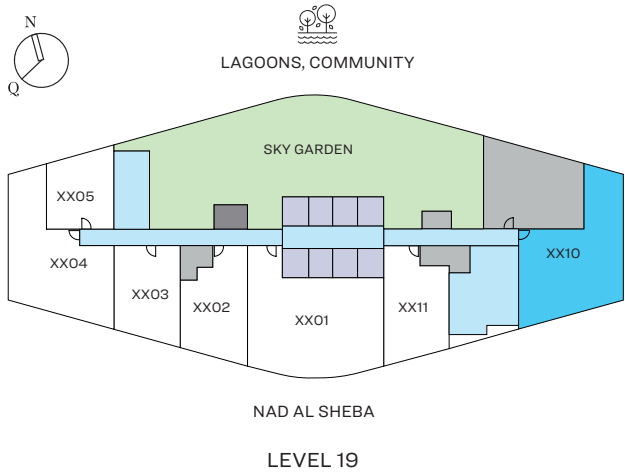 N
Q
LAGOONS, COMMUNITY
SKY GARDEN
XX05
XX04
XX03
XX02
XX01
XX11
XX10
NAD AL SHEBA
LEVEL 19